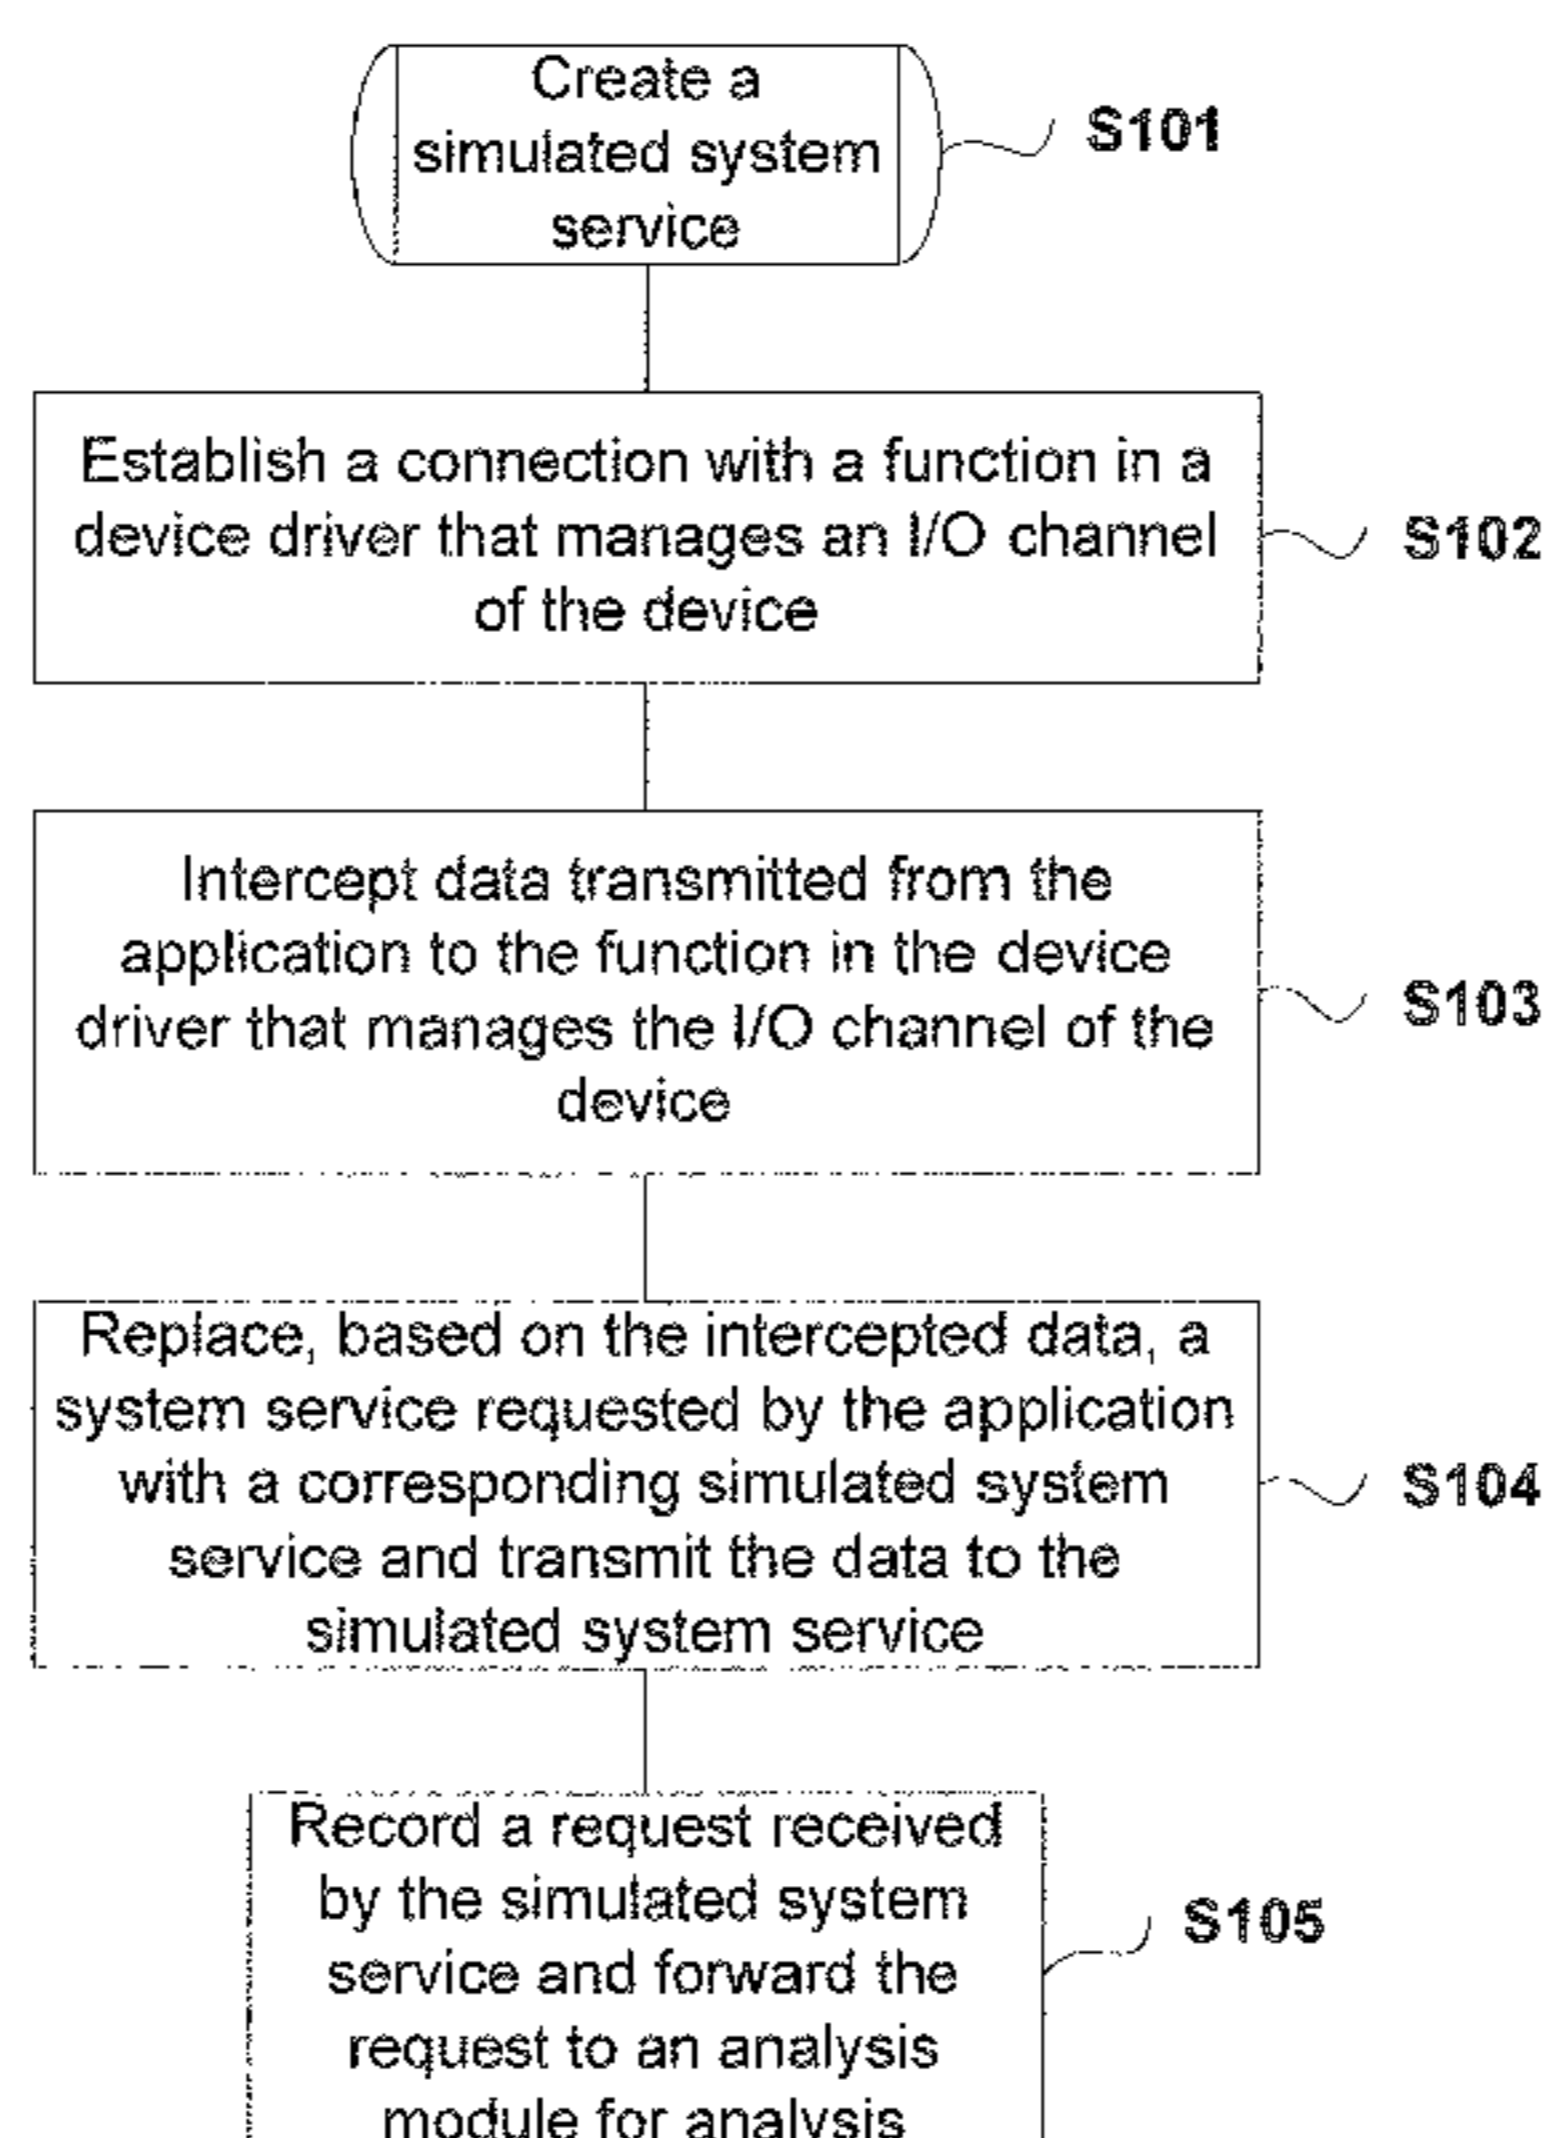 Create a
simulated system
service
S101
Establish a connection with a function in a
device driver that manages an I/O channel
of the device
S102
Intercept data transmitted from the
application to the function in the device
driver that manages the I/O channel of the
device
S103
Replace, based on the intercepted data, a
system service requested by the application
with a corresponding simulated system
service and transmit the data to the
simulated system service
S104
Record a request received
by the simulated system
service and forward the
request to an analysis
module for analysis
S105